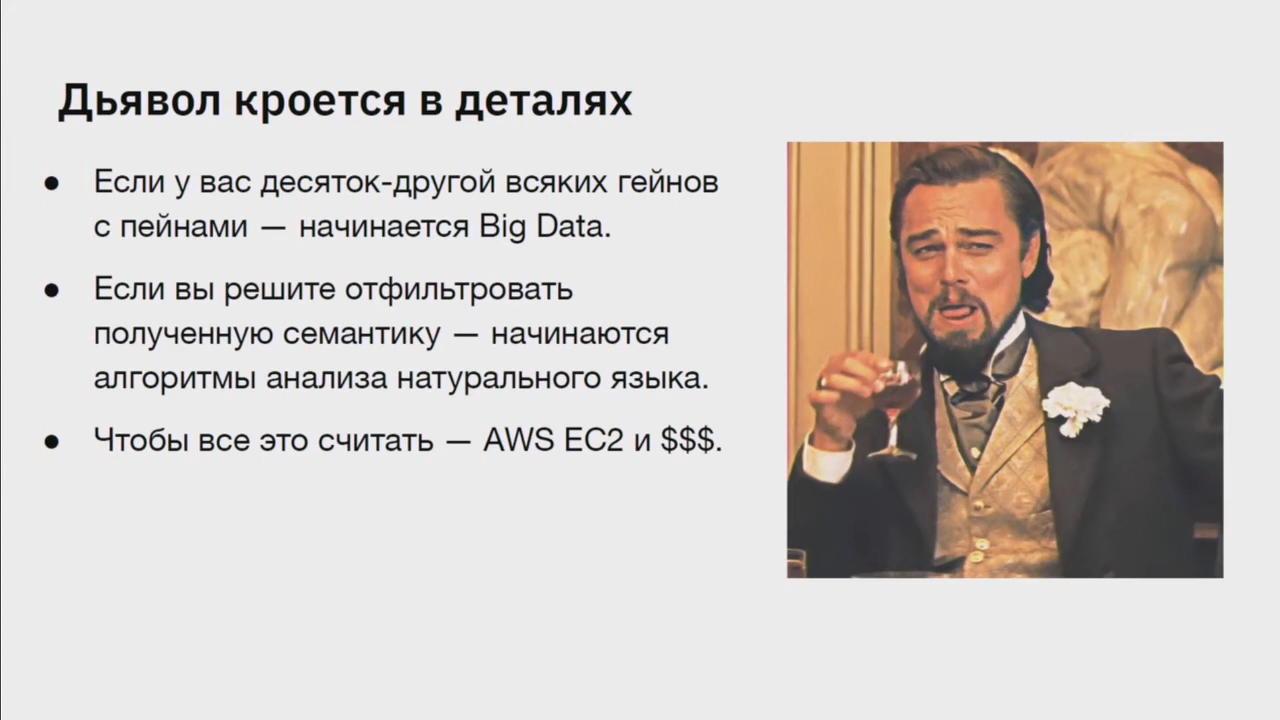 Дьявол кроется в деталях
● Если у вас десяток-другой всяких гейнов
с пейнами — начинается Big Data.
● Если вы решите отфильтровать
полученную семантику — начинаются
алгоритмы анализа натурального языка.
● Чтобы все это считать — AWS EC2 и $$$.